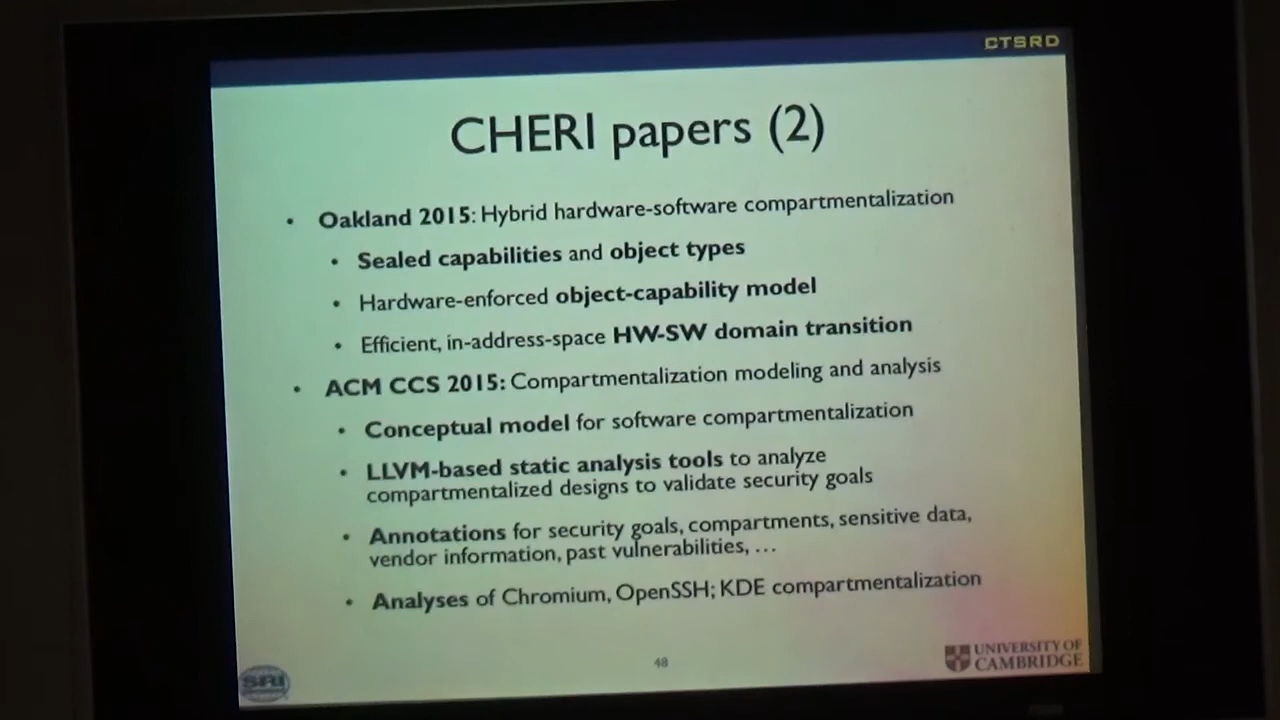 CTSRD
CHERI papers (2)
• Oakland 2015: Hybrid hardware-software compartmentalization
• Sealed capabilities and object types
• Hardware-enforced object-capability model
• Efficient, in-address-space HW-SW domain transition
• ACM CCS 2015: Compartmentalization modeling and analysis
• Conceptual model for software compartmentalization
• LLVM-based static analysis tools to analyze
compartmentalized designs to validate security goals
• Annotations for security goals, compartments, sensitive data,
vendor information, past vulnerabilities, …
• Analyses of Chromium, OpenSSH; KDE compartmentalization
SRI
48
UNIVERSITY OF
CAMBRIDGE